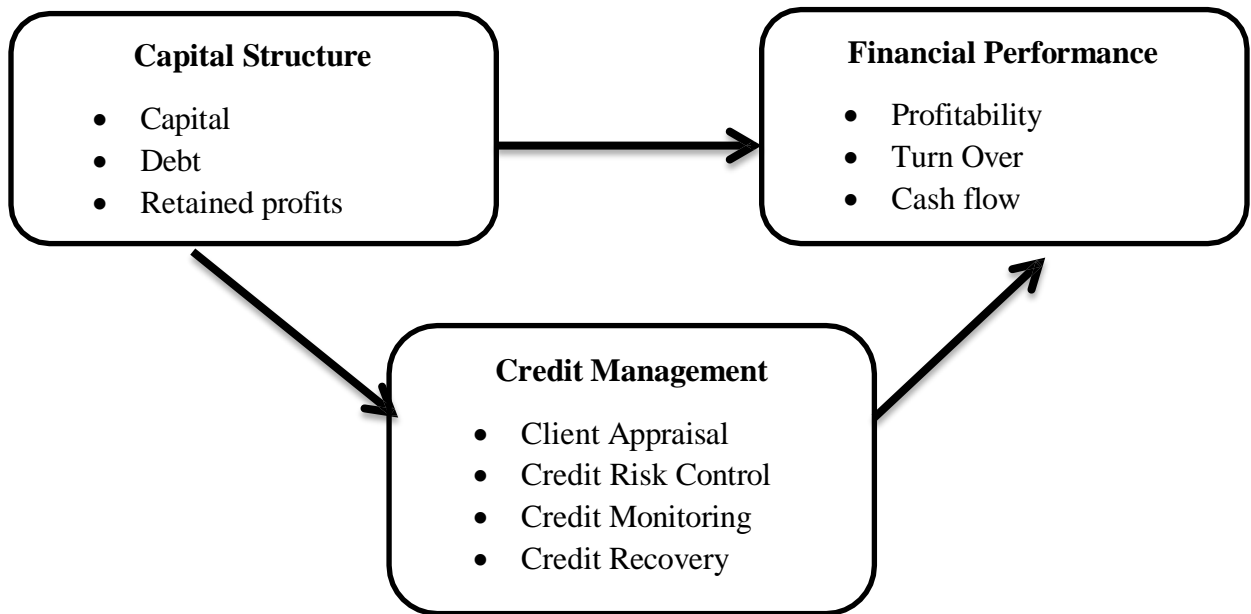 Capital Structure
• Capital
• Debt
• Retained profits
Financial Performance
• Profitability
• Turn Over
• Cash flow
Credit Management
• Client Appraisal
• Credit Risk Control
• Credit Monitoring
• Credit Recovery